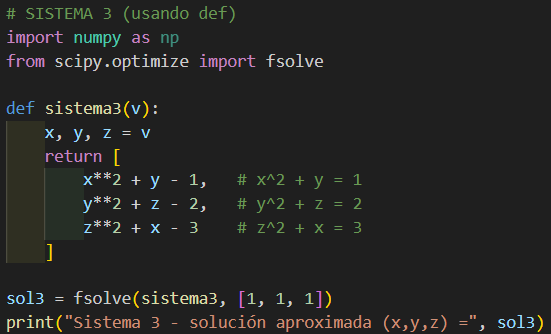 # SISTEMA 3 (usando def)
import numpy as np
from scipy.optimize import fsolve

def sistema3(v):
    x, y, z = v
    return [
        x**2 + y - 1,   # x^2 + y = 1
        y**2 + z - 2,   # y^2 + z = 2
        z**2 + x - 3    # z^2 + x = 3
    ]

sol3 = fsolve(sistema3, [1, 1, 1])
print("Sistema 3 - solución aproximada (x,y,z) =", sol3)